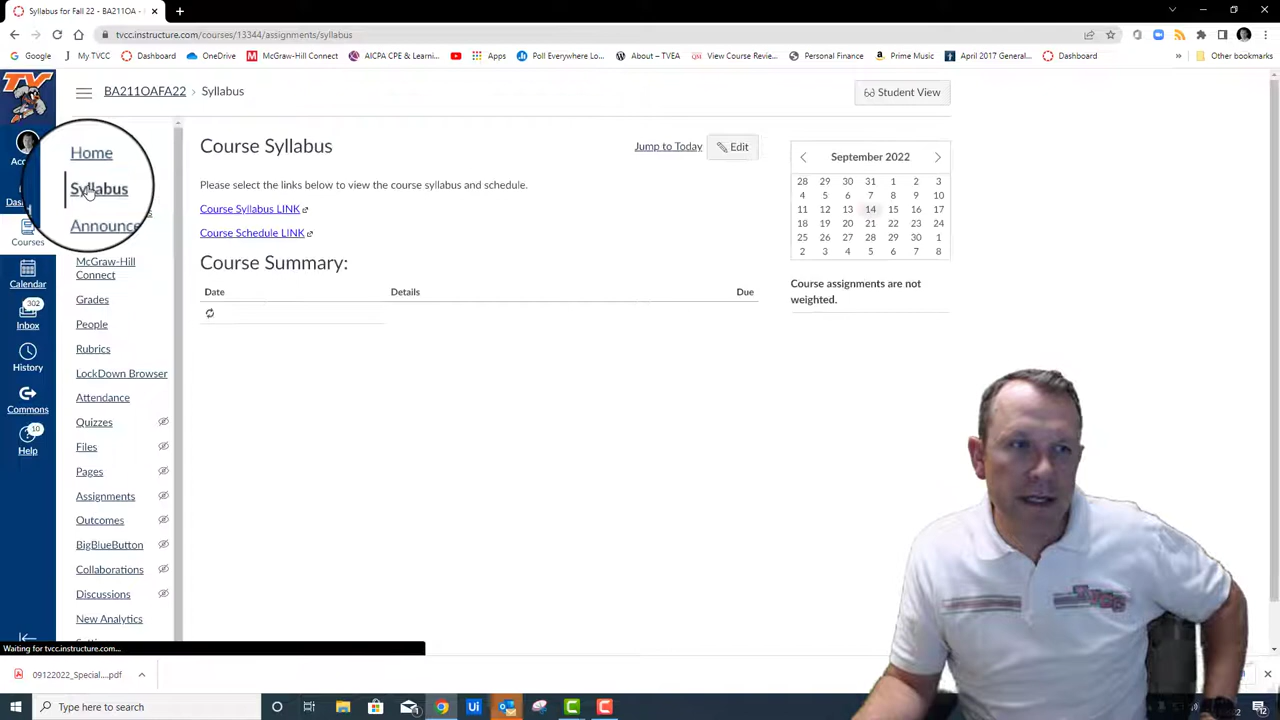 Syllabus for Fall 22 - BA211OA-
tvcc.instructure.com/courses/13344/assignments/syllabus
Google
My TVCC
Dashboard
OneDrive
McGraw-Hill Connect
AICPA CPE & Learni...
Apps
Poll Everywhere Lo...
About – TVEA
View Course Revie...
Personal Finance
Prime Music
April 2017 General...
Dashboard
»
Other bookmarks
TV
BA211OAFA22 › Syllabus
Student View
Home
Syllabus
Announce
McGraw-Hill
Connect
Grades
People
Rubrics
LockDown Browser
Attendance
Quizzes
Files
Pages
Assignments
Outcomes
BigBlueButton
Collaborations
Discussions
New Analytics
Courses
Calendar
302
Inbox
History
Commons
10
Help
Course Syllabus
Jump to Today
Edit
Please select the links below to view the course syllabus and schedule.
Course Syllabus LINK
Course Schedule LINK
Course Summary:
Date Details Due
September 2022
28 29 30 31 1 2 3
4 5 6 7 8 9 10
11 12 13 14 15 16 17
18 19 20 21 22 23 24
25 26 27 28 29 30 1
2 3 4 5 6 7 8
Course assignments are not
weighted.
TVCC
Waiting for tvcc.instructure.com...
09122022_Special....pdf
Type here to search
Ui